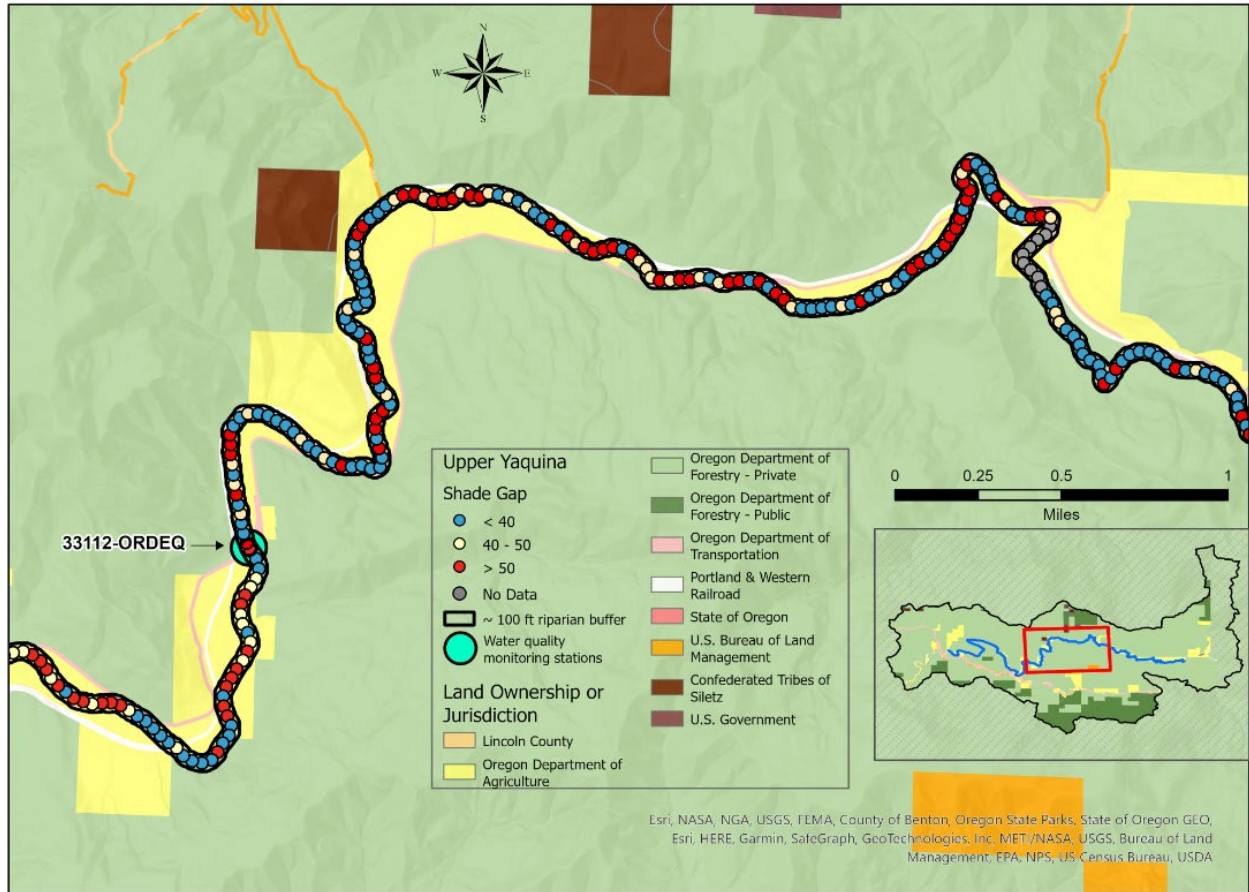 N
W
E
S
33112-ORDEQ
Upper Yaquina
Shade Gap
< 40
40 - 50
> 50
No Data
~ 100 ft riparian buffer
Water quality
monitoring stations
Land Ownership or
Jurisdiction
Lincoln County
Oregon Department of
Agriculture
Oregon Department of
Forestry - Private
Oregon Department of
Forestry - Public
Oregon Department of
Transportation
Portland & Western
Railroad
State of Oregon
U.S. Bureau of Land
Management
Confederated Tribes of
Siletz
U.S. Government
0 0.5 1
Miles
Esri, NASA, NGA, USGS, FEMA, County of Benton, Oregon State Parks, State of Oregon GEO,
Esri, HERE, Garmin, SafeGraph, GeoTechnologies, Inc, METI/NASA, USGS, Bureau of Land
Management, EPA, NPS, US Census Bureau, USDA